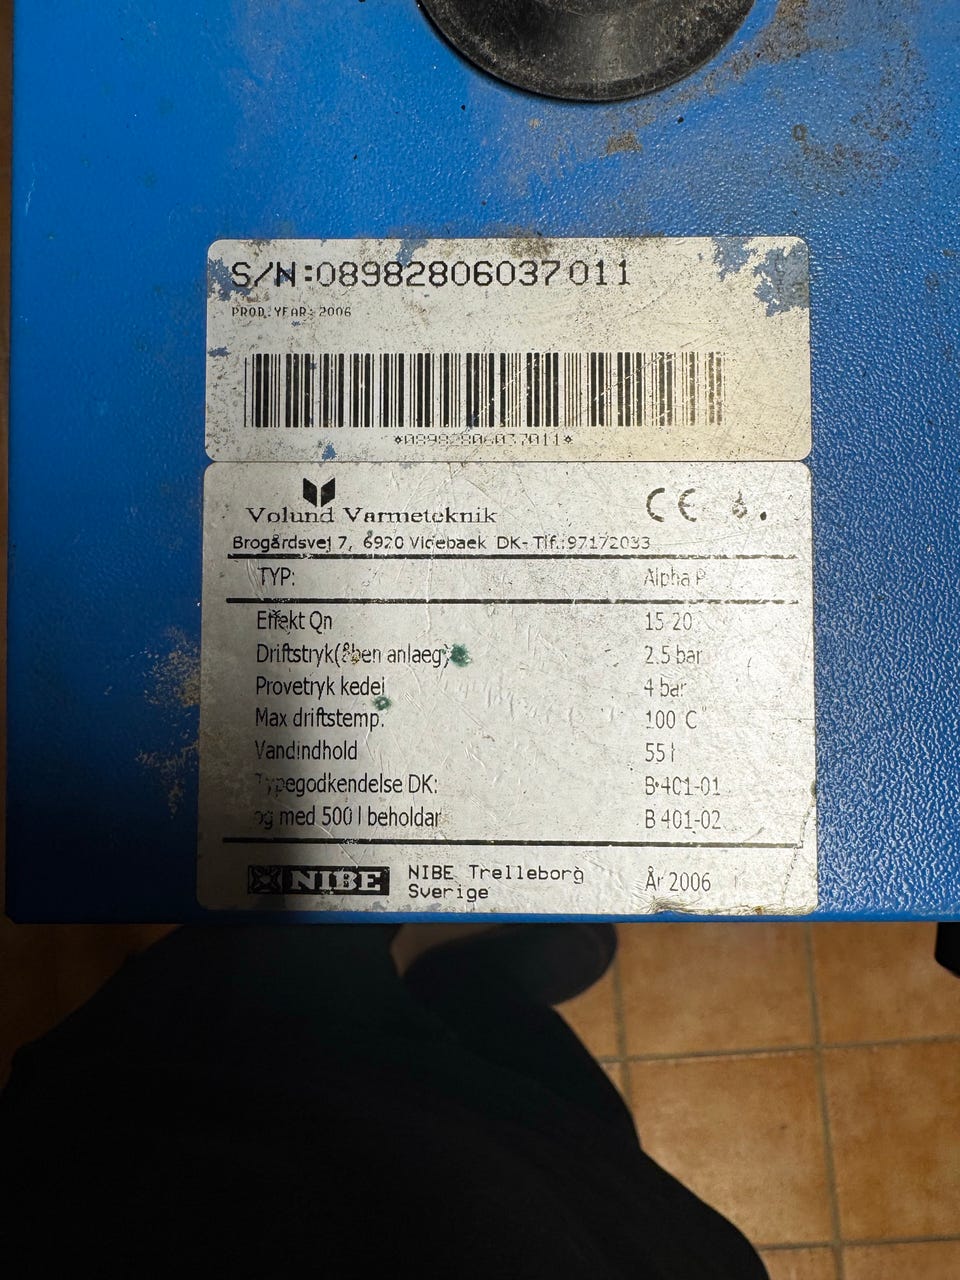 S/N:08982806037011
PROD.YEAR: 2006
*08982806037011*
Vølund Varmeteknik
CE
Brogårdsvej 7, 6920 Videbaek DK- Tlf.:97172033
TYP: Alpha P
Effekt Qn 15 20
Driftstryk(åben anlaeg) 2.5 bar
Provetryk kedel 4 bar
Max driftstemp. 100 C°
Vandindhold 55 l
Typegodkendelse DK: B 401-01
og med 500 l beholdar B 401-02
NIBE NIBE Trelleborg År 2006
Sverige